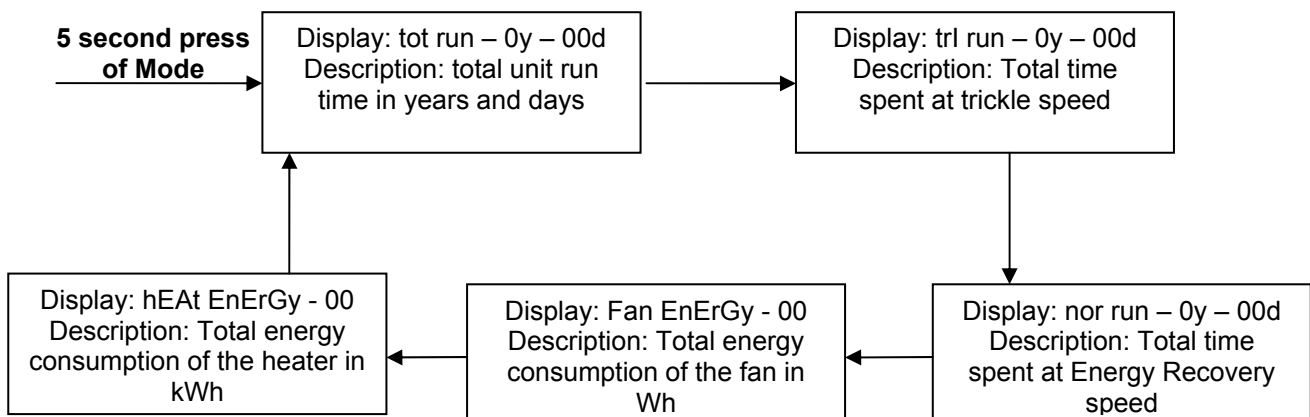 5 second press
of Mode
Display: tot run – 0y – 00d
Description: total unit run
time in years and days
Display: trI run – 0y – 00d
Description: Total time
spent at trickle speed
Display: nor run – 0y – 00d
Description: Total time
spent at Energy Recovery
speed
Display: Fan EnErGy - 00
Description: Total energy
consumption of the fan in
Wh
Display: hEAt EnErGy - 00
Description: Total energy
consumption of the heater in
kWh